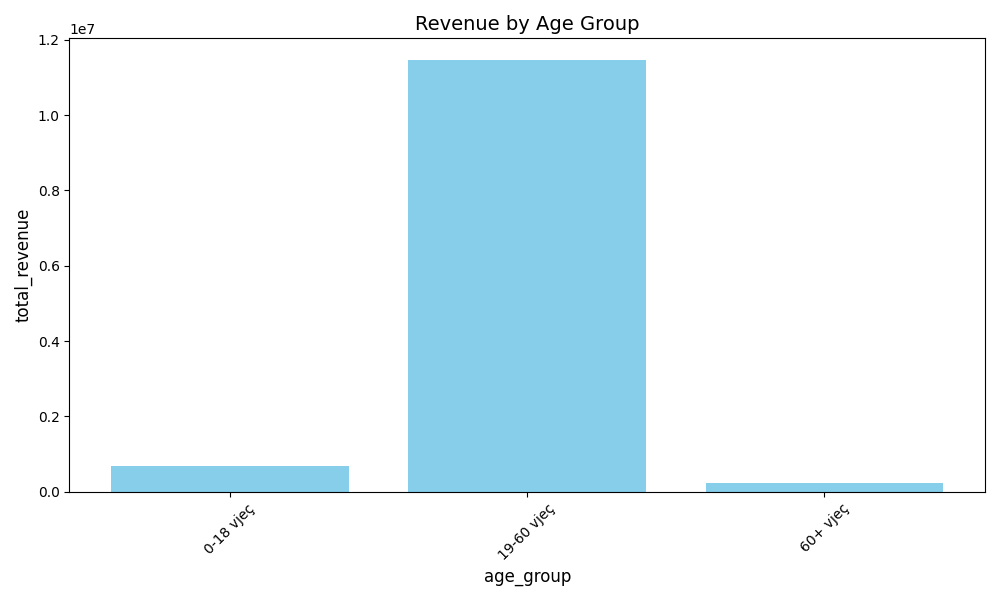 Revenue by Age Group
1e7
1.2
1.0
0.8
0.6
0.4
0.2
0.0
total_revenue
0-18 vjeç
19-60 vjeç
60+ vjeç
age_group